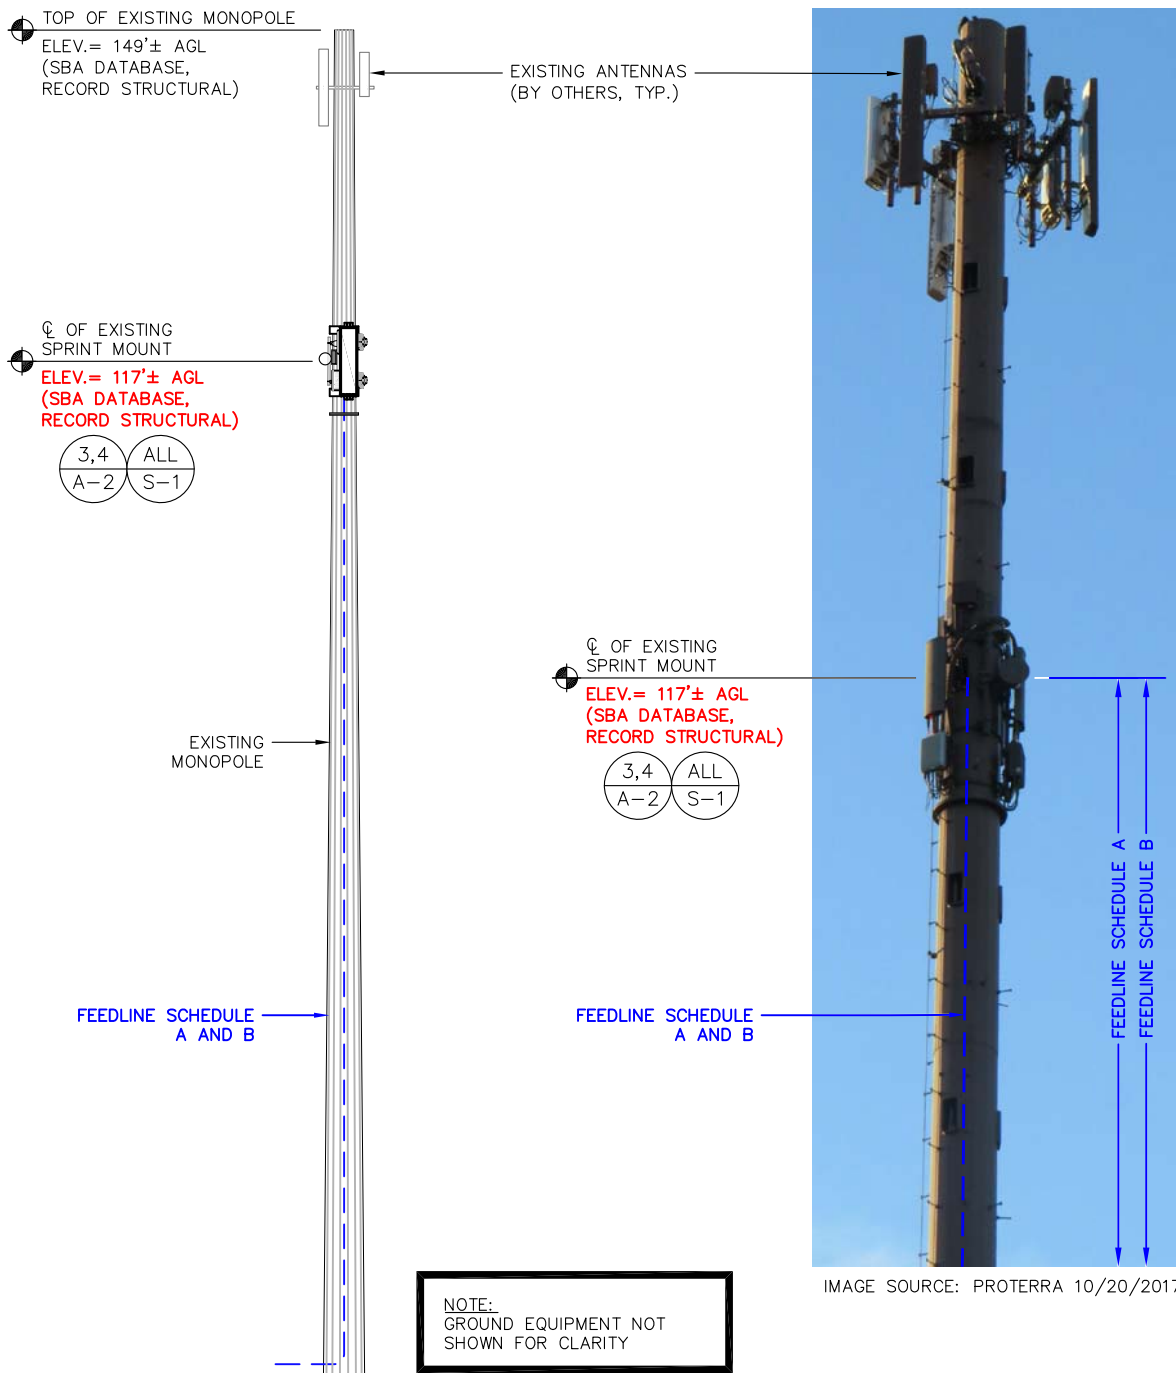 TOP OF EXISTING MONOPOLE
ELEV.= 149'± AGL
(SBA DATABASE,
RECORD STRUCTURAL)
EXISTING ANTENNAS
(BY OTHERS, TYP.)
℄ OF EXISTING
SPRINT MOUNT
ELEV.= 117'± AGL
(SBA DATABASE,
RECORD STRUCTURAL)
3,4 ALL
A-2 S-1
℄ OF EXISTING
SPRINT MOUNT
ELEV.= 117'± AGL
(SBA DATABASE,
RECORD STRUCTURAL)
3,4 ALL
A-2 S-1
EXISTING
MONOPOLE
FEEDLINE SCHEDULE A
FEEDLINE SCHEDULE B
FEEDLINE SCHEDULE
A AND B
FEEDLINE SCHEDULE
A AND B
IMAGE SOURCE: PROTERRA 10/20/2017
NOTE:
GROUND EQUIPMENT NOT
SHOWN FOR CLARITY